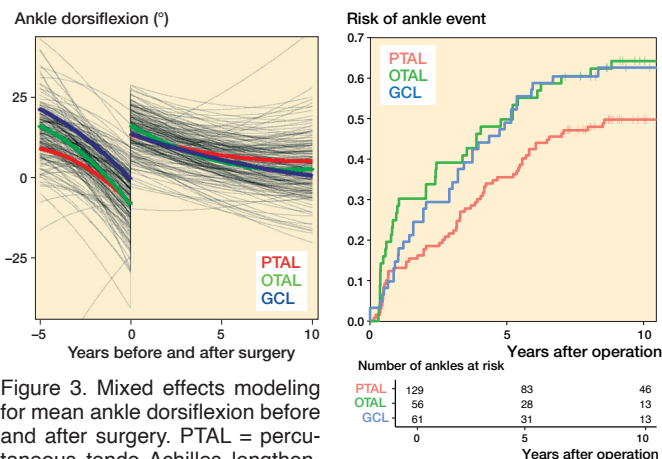 Ankle dorsiflexion (°)
25
0
−25
PTAL
OTAL
GCL
−5
0
5
10
Years before and after surgery
Figure 3. Mixed effects modeling
for mean ankle dorsiflexion before
and after surgery. PTAL = percu-
taneous tendo Achilles lengthen-
Risk of ankle event
0.7
0.6
0.5
0.4
0.3
0.2
0.1
0.0
PTAL
OTAL
GCL
0
5
10
Years after operation
Number of ankles at risk
PTAL 129 83 46
OTAL 56 28 13
GCL 61 31 13
0 5 10
Years after operation